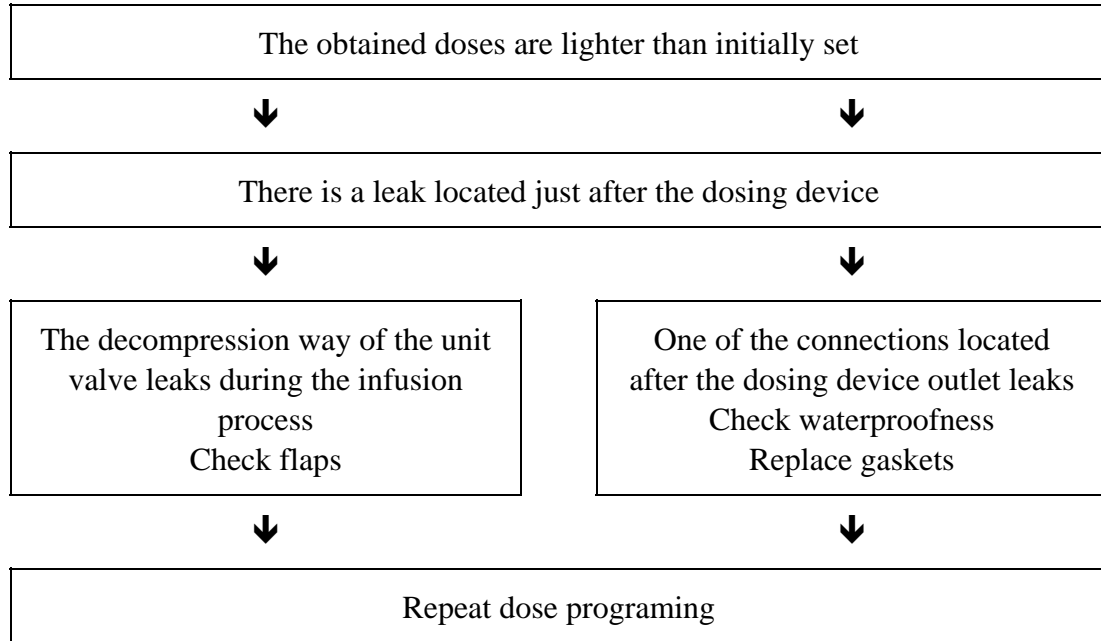 The obtained doses are lighter than initially set
There is a leak located just after the dosing device
The decompression way of the unit
valve leaks during the infusion
process
Check flaps
One of the connections located
after the dosing device outlet leaks
Check waterproofness
Replace gaskets
Repeat dose programing